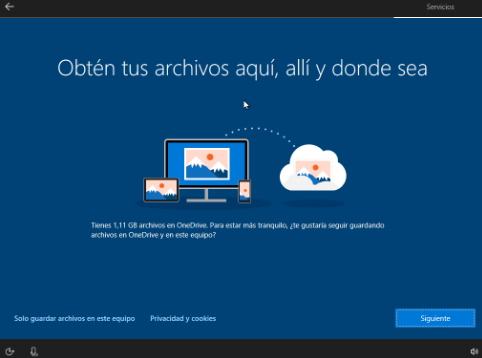 Servicios
Obtén tus archivos aquí, allí y donde sea
Tienes 1,11 GB archivos en OneDrive. Para estar más tranquilo, ¿te gustaría seguir guardando
archivos en OneDrive y en este equipo?
Solo guardar archivos en este equipo
Privacidad y cookies
Siguiente